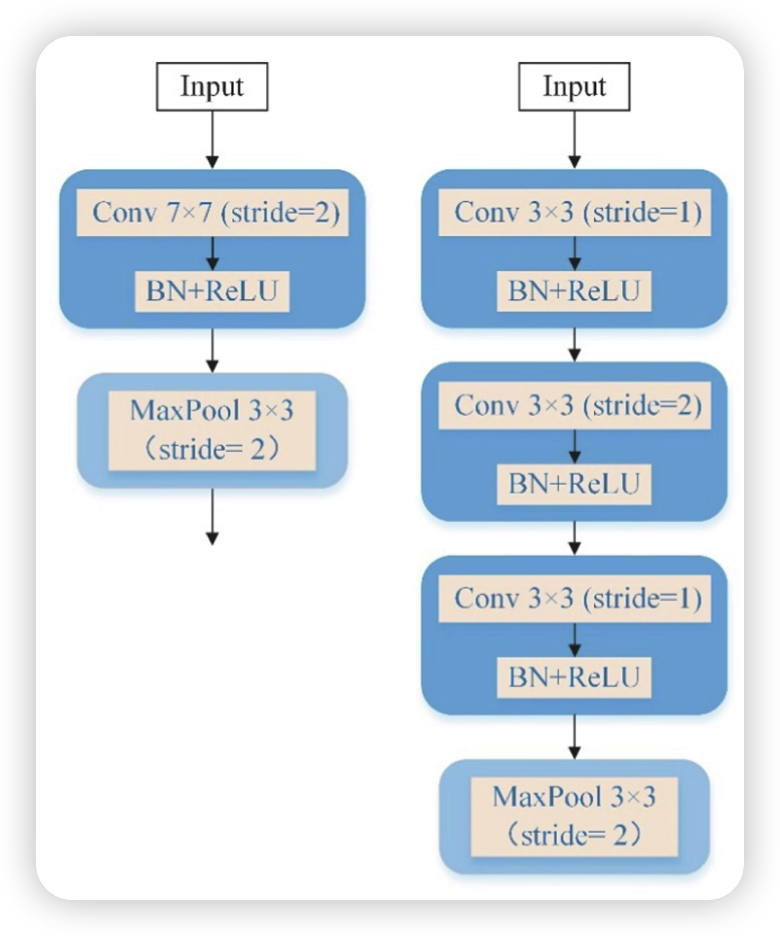 Input
Conv 7×7 (stride=2)
BN+ReLU
MaxPool 3×3
（stride= 2）
Input
Conv 3×3 (stride=1)
BN+ReLU
Conv 3×3 (stride=2)
BN+ReLU
Conv 3×3 (stride=1)
BN+ReLU
MaxPool 3×3
（stride= 2）